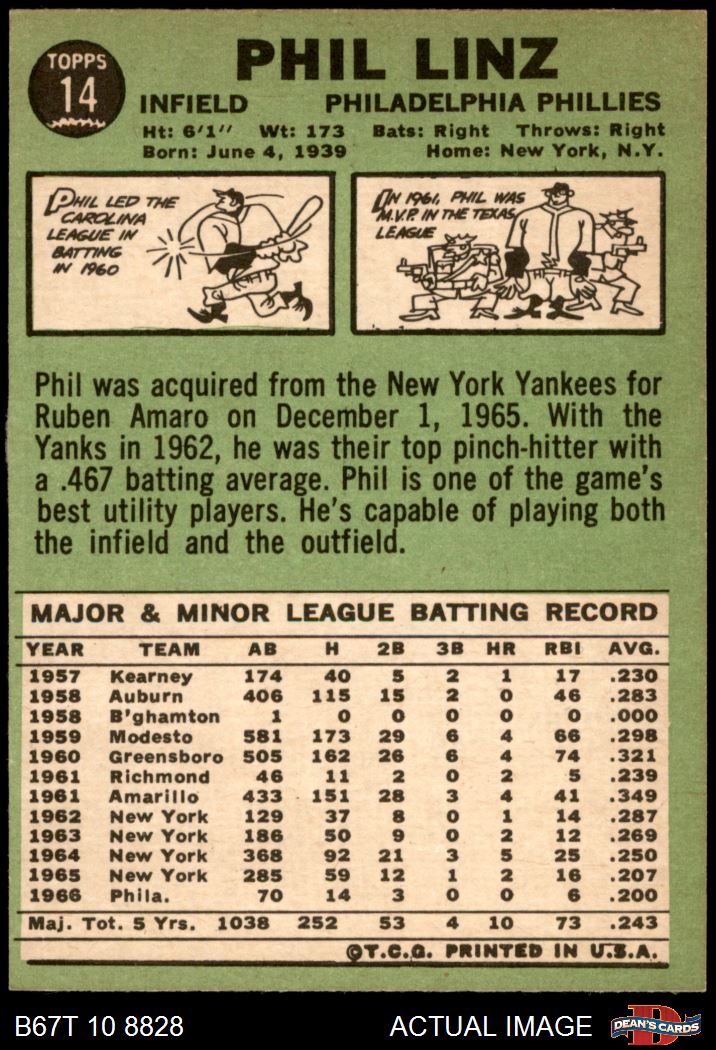 TOPPS
14
PHIL LINZ
INFIELD PHILADELPHIA PHILLIES
Ht: 6'1" Wt: 173 Bats: Right Throws: Right
Born: June 4, 1939 Home: New York, N.Y.
PHIL LED THE
CAROLINA
LEAGUE IN
BATTING
IN 1960
IN 1961, PHIL WAS
M.V.P. IN THE TEXAS
LEAGUE
Phil was acquired from the New York Yankees for
Ruben Amaro on December 1, 1965. With the
Yanks in 1962, he was their top pinch-hitter with
a .467 batting average. Phil is one of the game's
best utility players. He's capable of playing both
the infield and the outfield.
MAJOR & MINOR LEAGUE BATTING RECORD
YEAR TEAM AB H 2B 3B HR RBI AVG.
1957 Kearney 174 40 5 2 1 17 .230
1958 Auburn 406 115 15 2 0 46 .283
1958 B'ghamton 1 0 0 0 0 0 .000
1959 Modesto 581 173 29 6 4 66 .298
1960 Greensboro 505 162 26 6 4 74 .321
1961 Richmond 46 11 2 0 2 5 .239
1961 Amarillo 433 151 28 3 4 41 .349
1962 New York 129 37 8 0 1 14 .287
1963 New York 186 50 9 0 2 12 .269
1964 New York 368 92 21 3 5 25 .250
1965 New York 285 59 12 1 2 16 .207
1966 Phila. 70 14 3 0 0 6 .200
Maj. Tot. 5 Yrs. 1038 252 53 4 10 73 .243
©T.C.G. PRINTED IN U.S.A.
B67T 10 8828 ACTUAL IMAGE DEAN'S CARDS